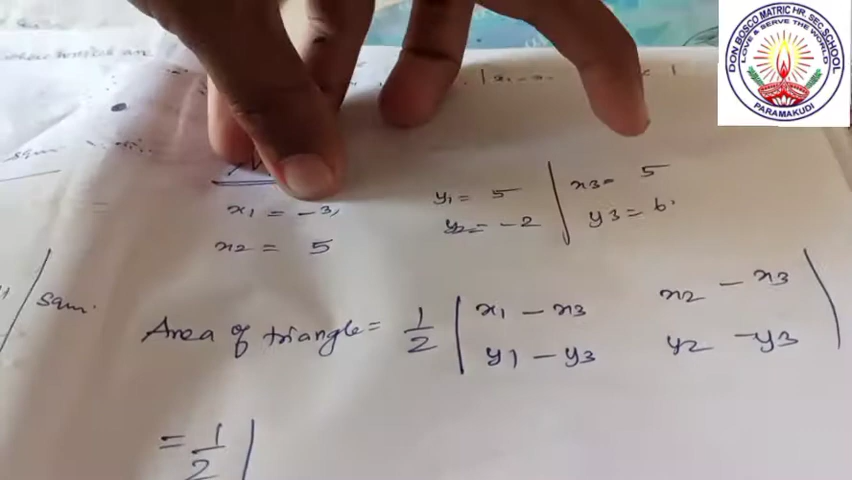 DON BOSCO MATRIC HR. SEC SCHOOL
LOVE & SERVE THE WORLD
PARAMAKUDI
x1 = -3, y1 = 5 x3 = 5
x2 = 5 y2 = -2 y3 = 6
sqm.
Area of triangle = 1/2 | x1 - x3 x2 - x3 |
y1 - y3 y2 - y3
= 1/2 |